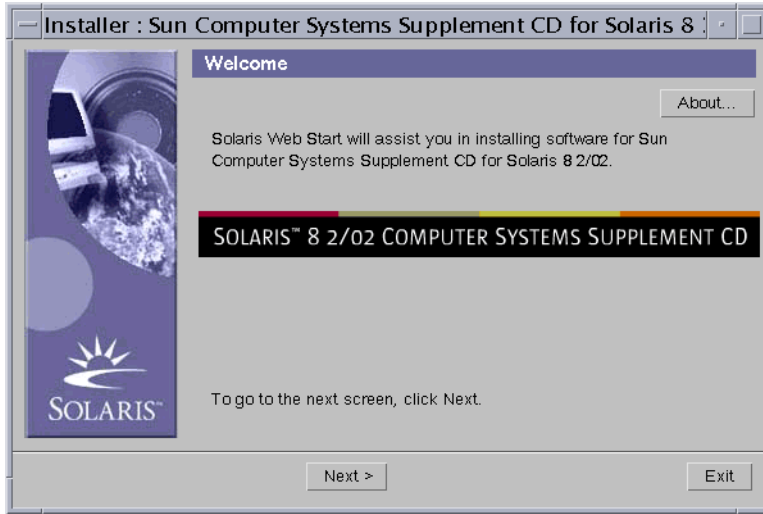 Installer : Sun Computer Systems Supplement CD for Solaris 8
Welcome
About...
Solaris Web Start will assist you in installing software for Sun
Computer Systems Supplement CD for Solaris 8 2/02.
SOLARIS™ 8 2/02 COMPUTER SYSTEMS SUPPLEMENT CD
To go to the next screen, click Next.
SOLARIS™
Next >
Exit